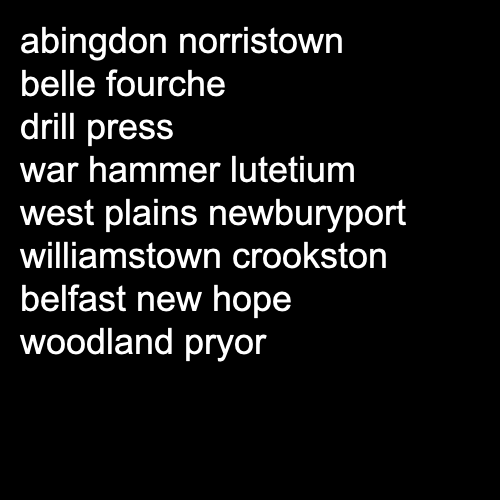 abingdon norristown
belle fourche
drill press
war hammer lutetium
west plains newburyport
williamstown crookston
belfast new hope
woodland pryor